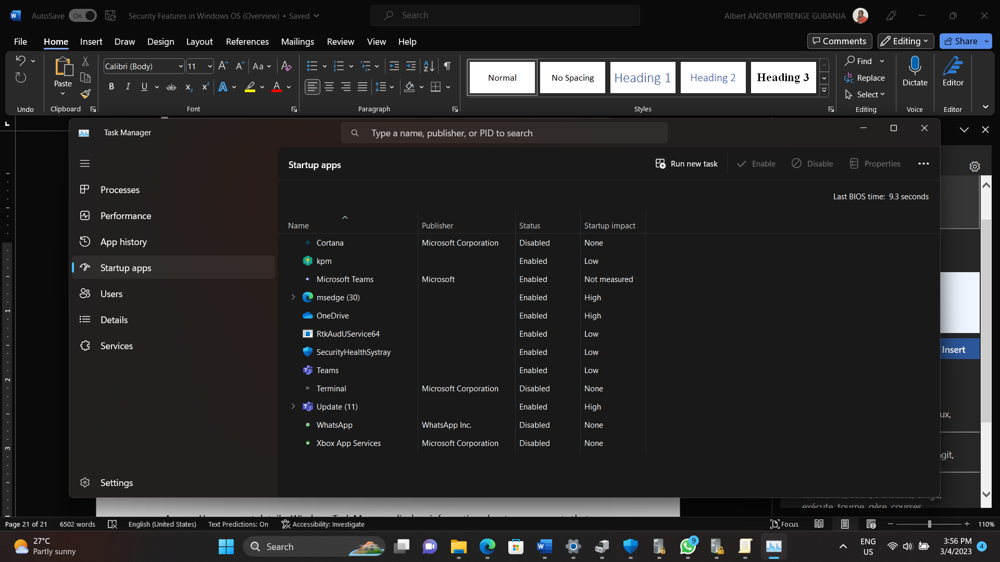 AutoSave On Security Features in Windows OS (Overview) • Saved Search Albert ANDEMIR'IRENGE GUBANJA
File Home Insert Draw Design Layout References Mailings Review View Help Comments Editing Share
Calibri (Body) 11 Aa
Paste
B I U ab x₂ x² A A
Normal No Spacing Heading 1 Heading 2 Heading 3
Find
Replace
Select
Dictate Editor
Undo Clipboard Font Paragraph Styles Editing Voice Editor
Task Manager Type a name, publisher, or PID to search
Startup apps Run new task Enable Disable Properties
Last BIOS time: 9.3 seconds
Processes
Performance
App history
Startup apps
Users
Details
Services
Settings
Name Publisher Status Startup impact
Cortana Microsoft Corporation Disabled None
kpm Enabled Low
Microsoft Teams Microsoft Enabled Not measured
msedge (30) Enabled High
OneDrive Enabled High
RtkAudUService64 Enabled Low
SecurityHealthSystray Enabled Low
Teams Enabled Low
Terminal Microsoft Corporation Disabled None
Update (11) Enabled High
WhatsApp WhatsApp Inc. Disabled None
Xbox App Services Microsoft Corporation Disabled None
Insert
ux,
git,
exécute, tourne, gère, courses
1
2
3
Page 21 of 21 6502 words English (United States) Text Predictions: On Accessibility: Investigate Focus 110%
27°C
Partly sunny
Search
9
ENG
US
3:56 PM
3/4/2023
4